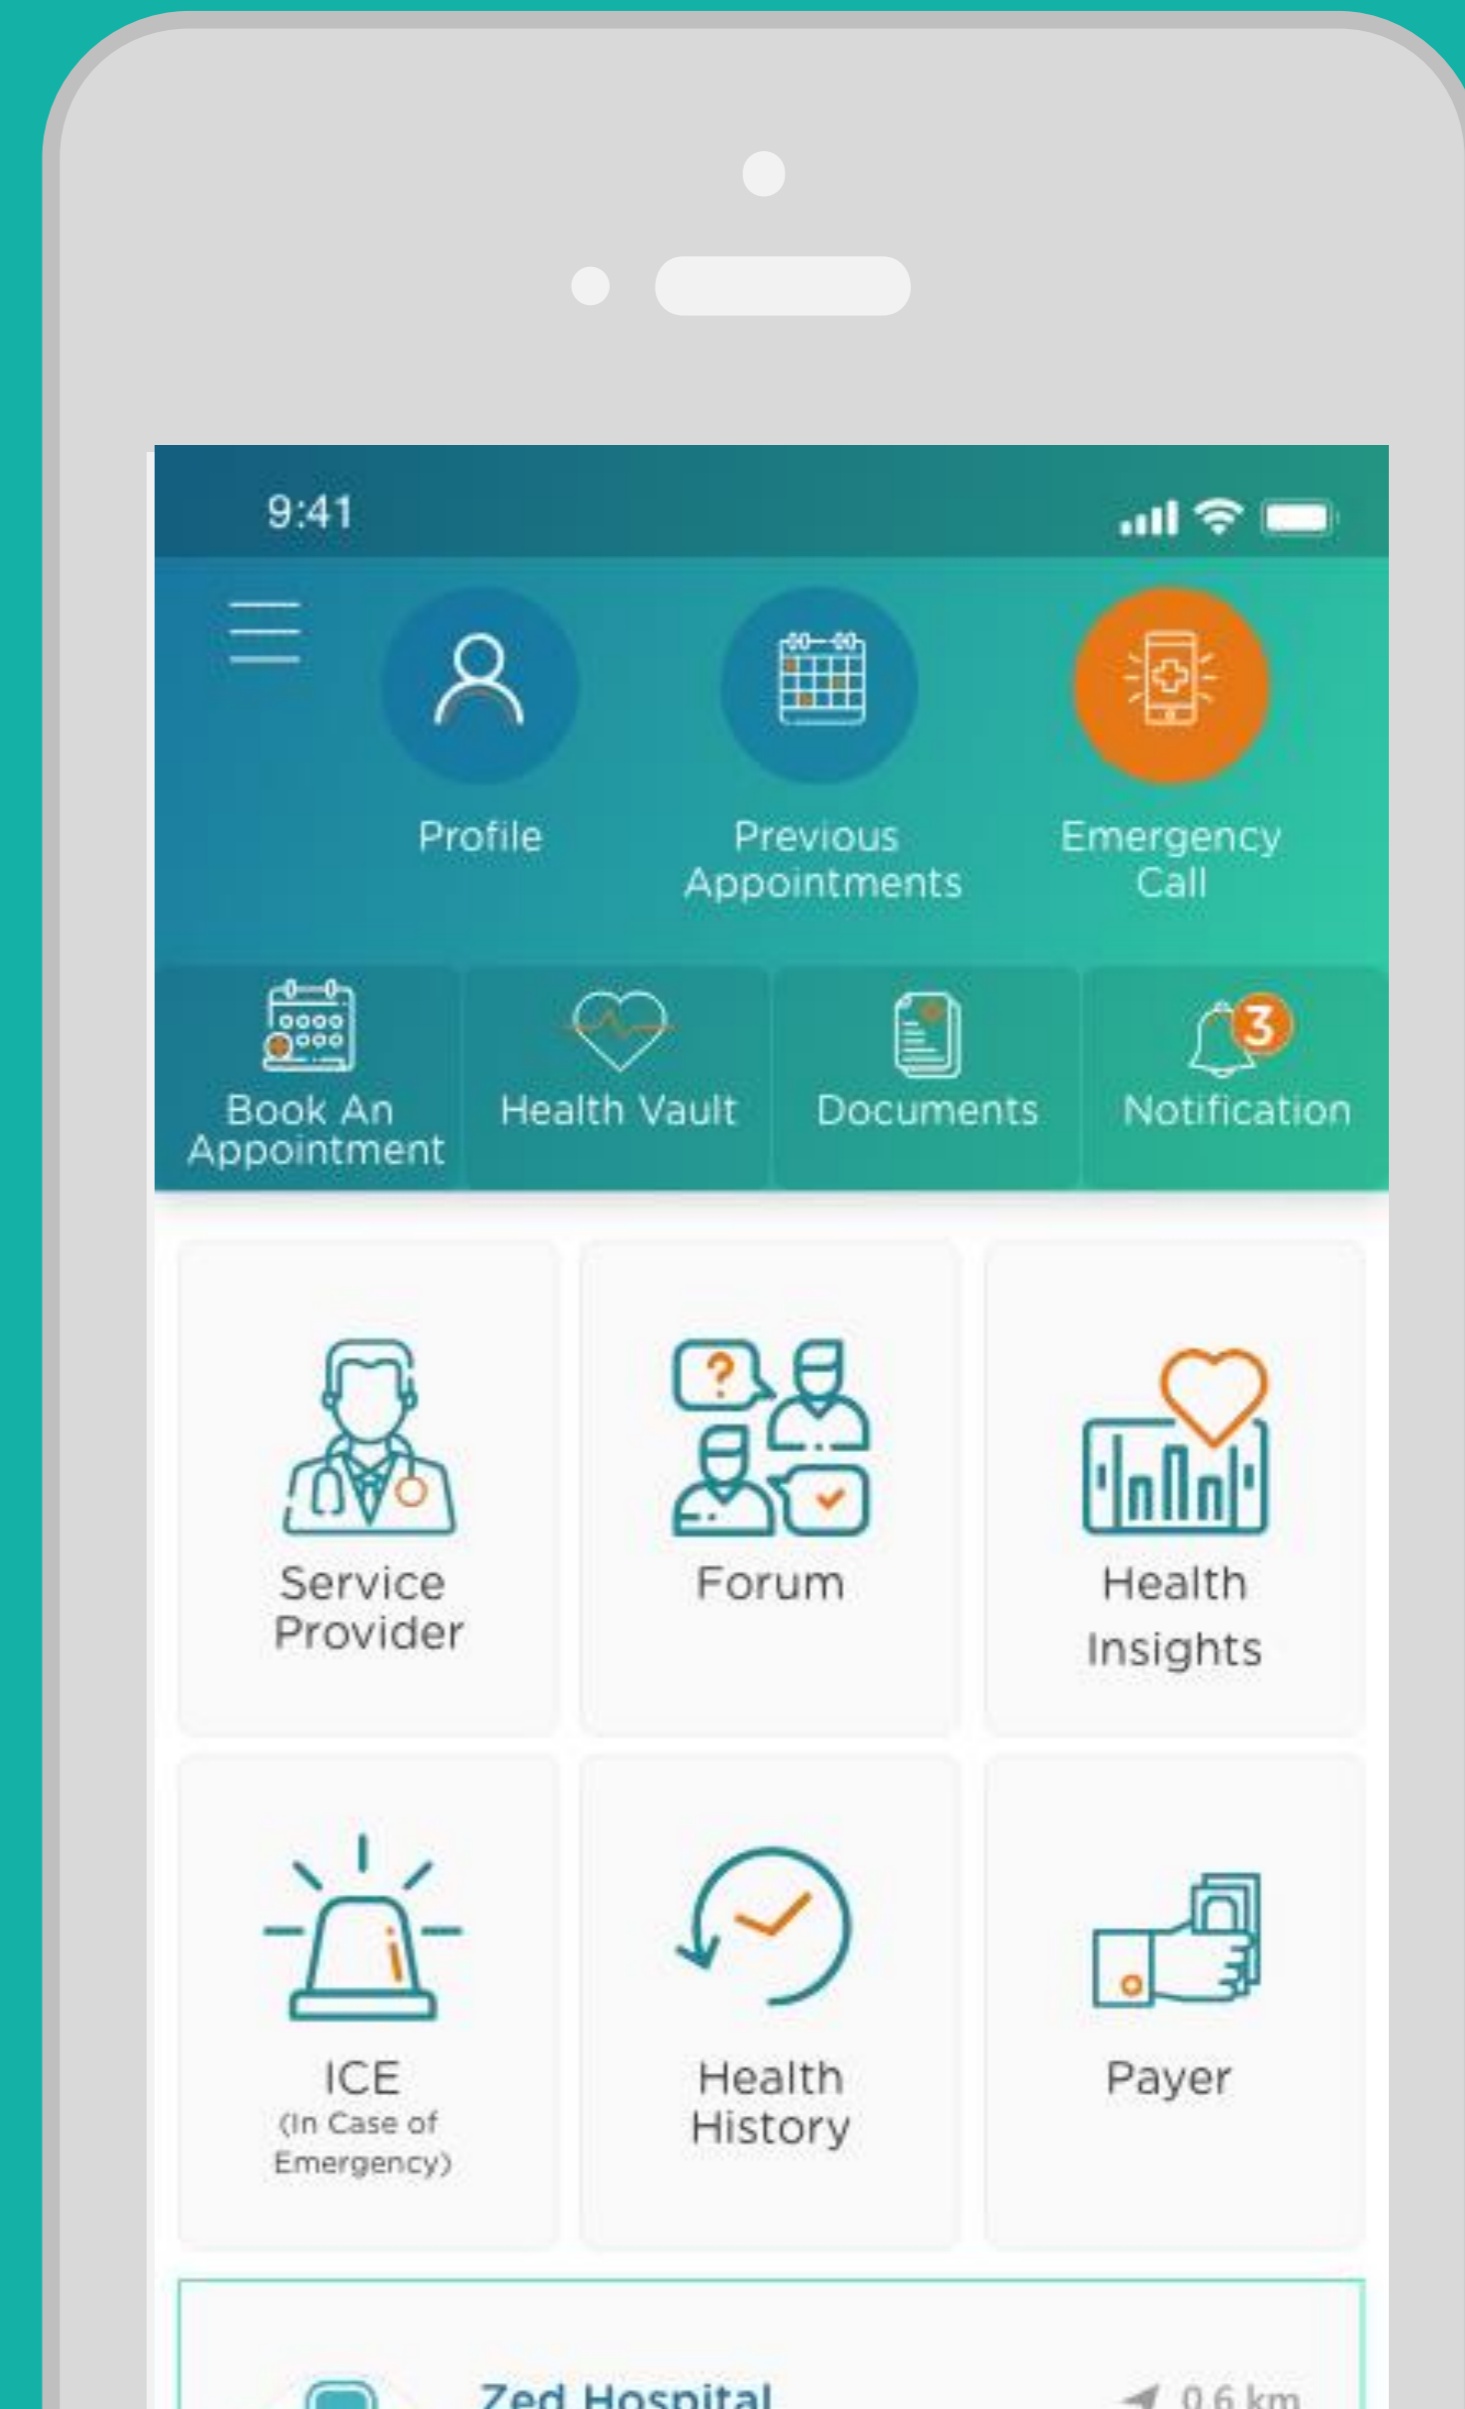 9:41
Profile
Previous
Appointments
Emergency
Call
Book An
Appointment
Health Vault
Documents
3
Notification
Service
Provider
Forum
Health
Insights
ICE
(In Case of
Emergency)
Health
History
Payer
Zed Hospital
0.6 km